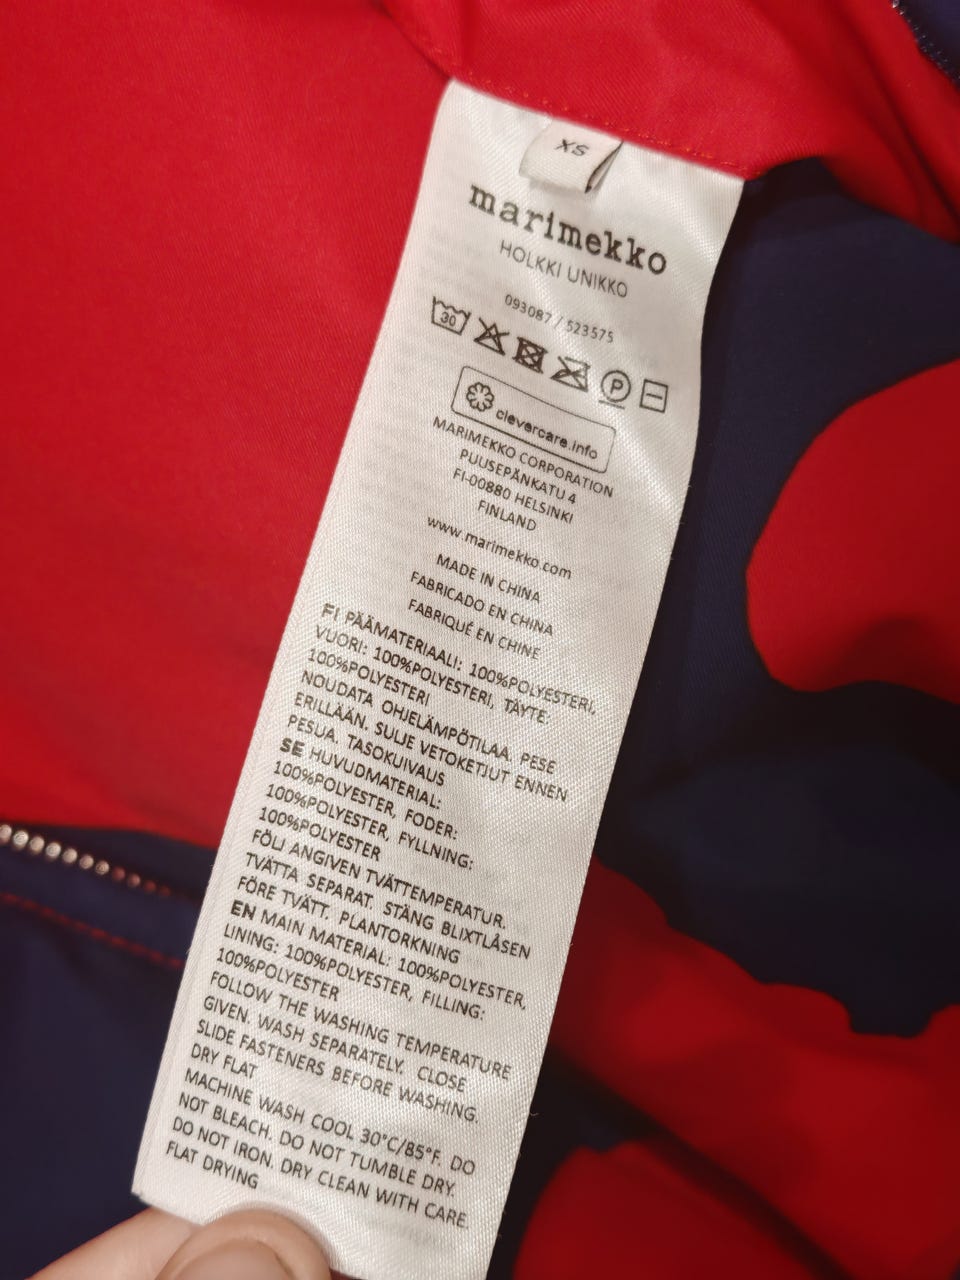 XS
marimekko
HOLKKI UNIKKO
093087 / 523575
30
P
clevercare.info
MARIMEKKO CORPORATION
PUUSEPÄNKATU 4
FI-00880 HELSINKI
FINLAND
www.marimekko.com
MADE IN CHINA
FABRICADO EN CHINA
FABRIQUÉ EN CHINE
FI PÄÄMATERIAALI: 100%POLYESTERI,
VUORI: 100%POLYESTERI, TÄYTE:
100%POLYESTERI
NOUDATA OHJELÄMPÖTILAA. PESE
ERILLÄÄN. SULJE VETOKETJUT ENNEN
PESUA. TASOKUIVAUS
SE HUVUDMATERIAL:
100%POLYESTER, FODER:
100%POLYESTER, FYLLNING:
100%POLYESTER
FÖLJ ANGIVEN TVÄTTEMPERATUR.
TVÄTTA SEPARAT. STÄNG BLIXTLÅSEN
FÖRE TVÄTT. PLANTORKNING
EN MAIN MATERIAL: 100%POLYESTER,
LINING: 100%POLYESTER, FILLING:
100%POLYESTER
FOLLOW THE WASHING TEMPERATURE
GIVEN. WASH SEPARATELY. CLOSE
SLIDE FASTENERS BEFORE WASHING.
DRY FLAT
MACHINE WASH COOL 30°C/85°F. DO
NOT BLEACH. DO NOT TUMBLE DRY.
DO NOT IRON. DRY CLEAN WITH CARE.
FLAT DRYING